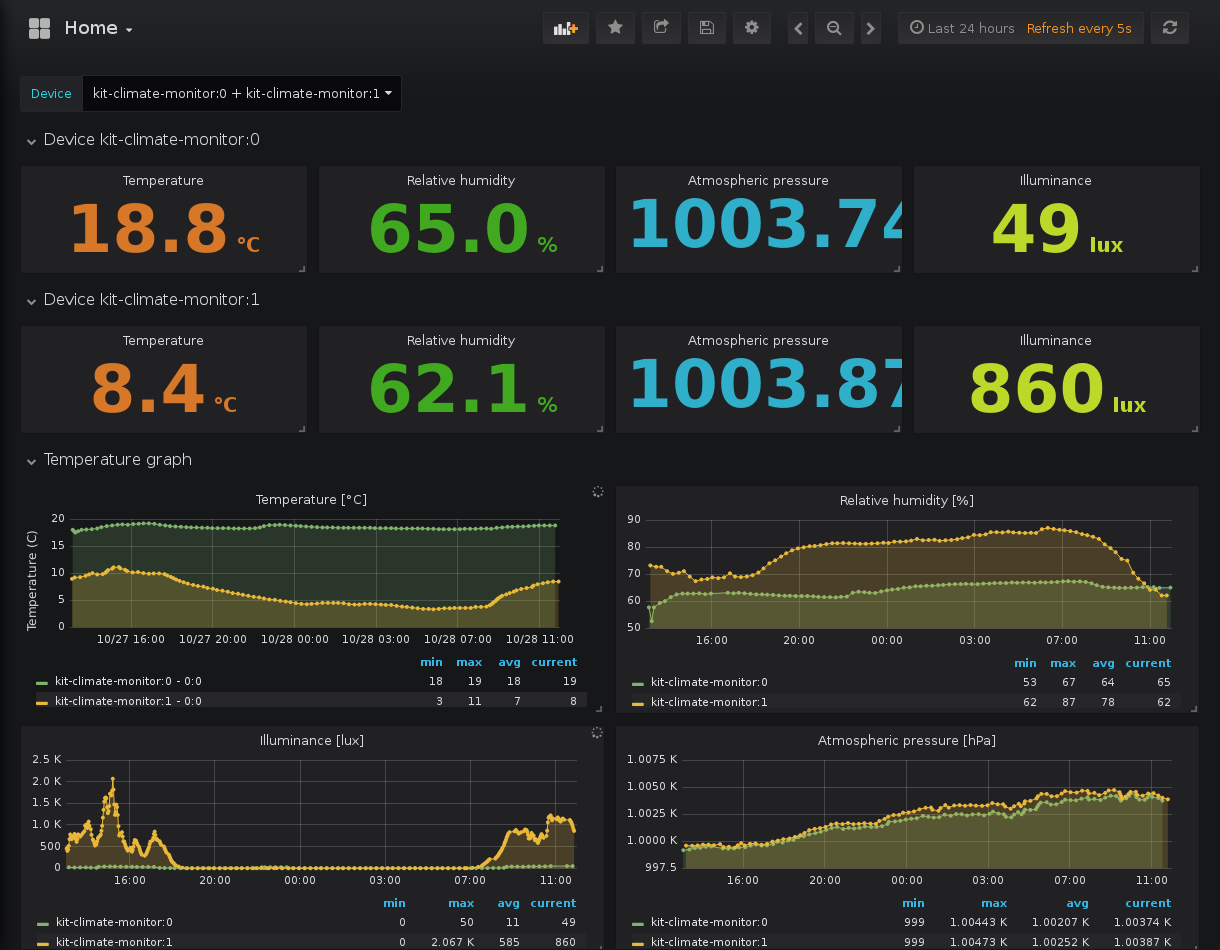 Home
Last 24 hours Refresh every 5s
Device kit-climate-monitor:0 + kit-climate-monitor:1
Device kit-climate-monitor:0
Temperature Relative humidity Atmospheric pressure Illuminance
18.8 °C 65.0 % 1003.74 49 lux
Device kit-climate-monitor:1
Temperature Relative humidity Atmospheric pressure Illuminance
8.4 °C 62.1 % 1003.87 860 lux
Temperature graph
Temperature [°C]
Temperature (C)
20
15
10
5
0
10/27 16:00 10/27 20:00 10/28 00:00 10/28 03:00 10/28 07:00 10/28 11:00
min max avg current
kit-climate-monitor:0 - 0:0 18 19 18 19
kit-climate-monitor:1 - 0:0 3 11 7 8
Relative humidity [%]
90
80
70
60
50
16:00 20:00 00:00 03:00 07:00 11:00
min max avg current
kit-climate-monitor:0 53 67 64 65
kit-climate-monitor:1 62 87 78 62
Illuminance [lux]
2.5 K
2.0 K
1.5 K
1.0 K
500
0
16:00 20:00 00:00 03:00 07:00 11:00
min max avg current
kit-climate-monitor:0 0 50 11 49
kit-climate-monitor:1 0 2.067 K 585 860
Atmospheric pressure [hPa]
1.0075 K
1.0050 K
1.0025 K
1.0000 K
997.5
16:00 20:00 00:00 03:00 07:00 11:00
min max avg current
kit-climate-monitor:0 999 1.00443 K 1.00207 K 1.00374 K
kit-climate-monitor:1 999 1.00473 K 1.00252 K 1.00387 K